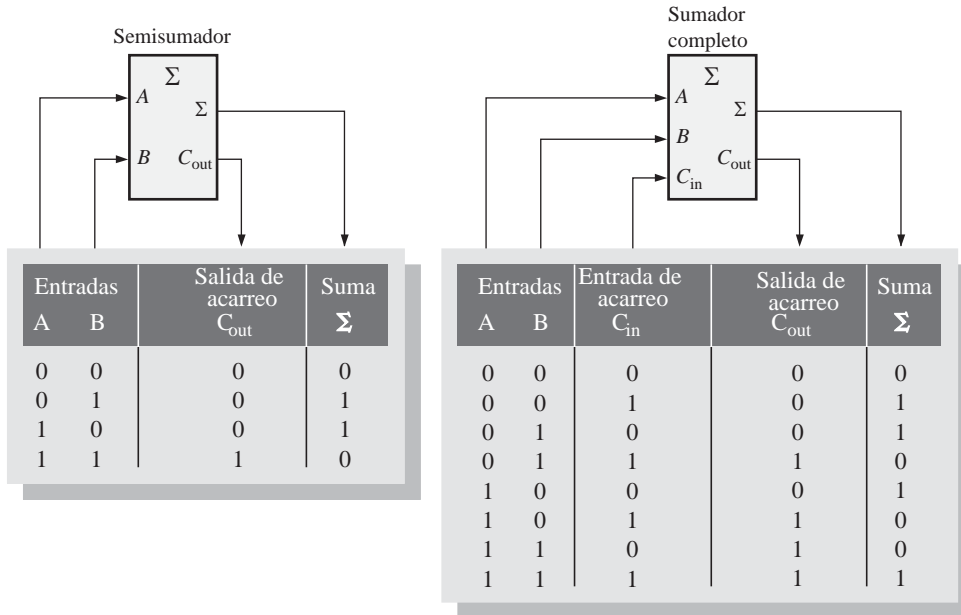 Semisumador
Σ
A
Σ
B
C_out
Entradas
Salida de
acarreo
Suma
A B C_out Σ
0 0 0 0
0 1 0 1
1 0 0 1
1 1 1 0
Sumador
completo
Σ
A
Σ
B
C_out
C_in
Entradas
Entrada de
acarreo
Salida de
acarreo
Suma
A B C_in C_out Σ
0 0 0 0 0
0 0 1 0 1
0 1 0 0 1
0 1 1 1 0
1 0 0 0 1
1 0 1 1 0
1 1 0 1 0
1 1 1 1 1